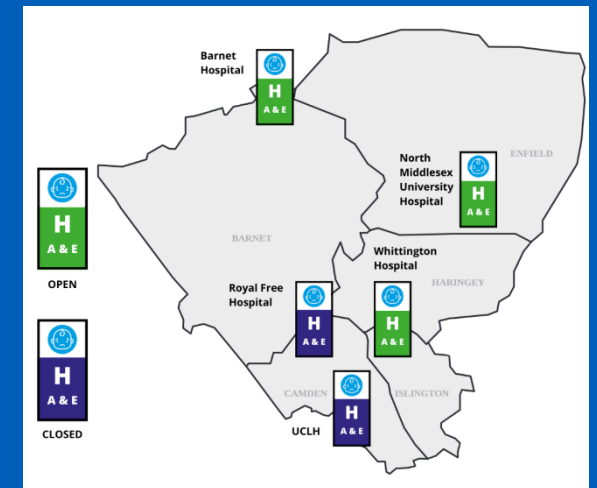 Barnet
Hospital
H
A & E
ENFIELD
North
Middlesex
University
Hospital
H
A & E
H
A & E
OPEN
BARNET
Whittington
Hospital
HARINGEY
Royal Free
Hospital
H
A & E
H
A & E
H
A & E
CLOSED
CAMDEN
ISLINGTON
UCLH
H
A & E